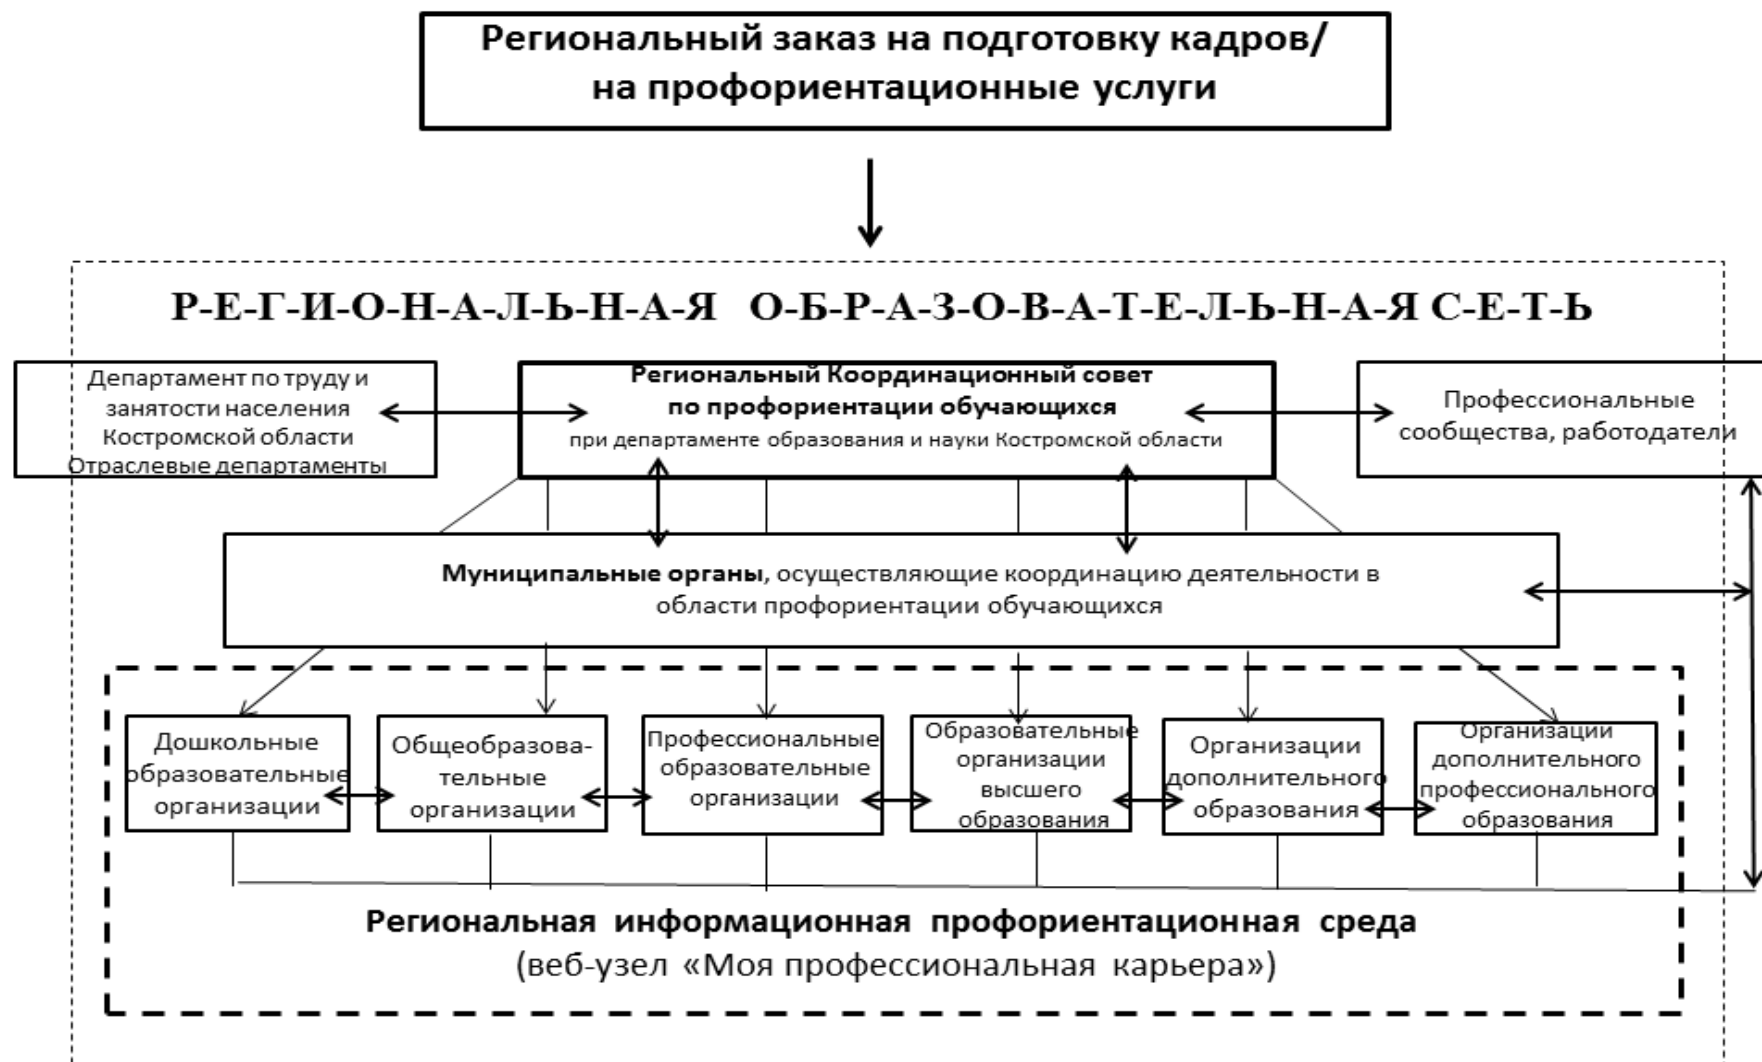 Региональный заказ на подготовку кадров/
на профориентационные услуги
Р-Е-Г-И-О-Н-А-Л-Ь-Н-А-Я О-Б-Р-А-З-О-В-А-Т-Е-Л-Ь-Н-А-Я С-Е-Т-Ь
Департамент по труду и
занятости населения
Костромской области
Отраслевые департаменты
Региональный Координационный совет
по профориентации обучающихся
при департаменте образования и науки Костромской области
Профессиональные
сообщества, работодатели
Муниципальные органы, осуществляющие координацию деятельности в
области профориентации обучающихся
Дошкольные
образовательные
организации
Общеобразова-
тельные
организации
Профессиональные
образовательные
организации
Образовательные
организации
высшего
образования
Организации
дополнительного
образования
Организации
дополнительного
профессионального
образования
Региональная информационная профориентационная среда
(веб-узел «Моя профессиональная карьера»)